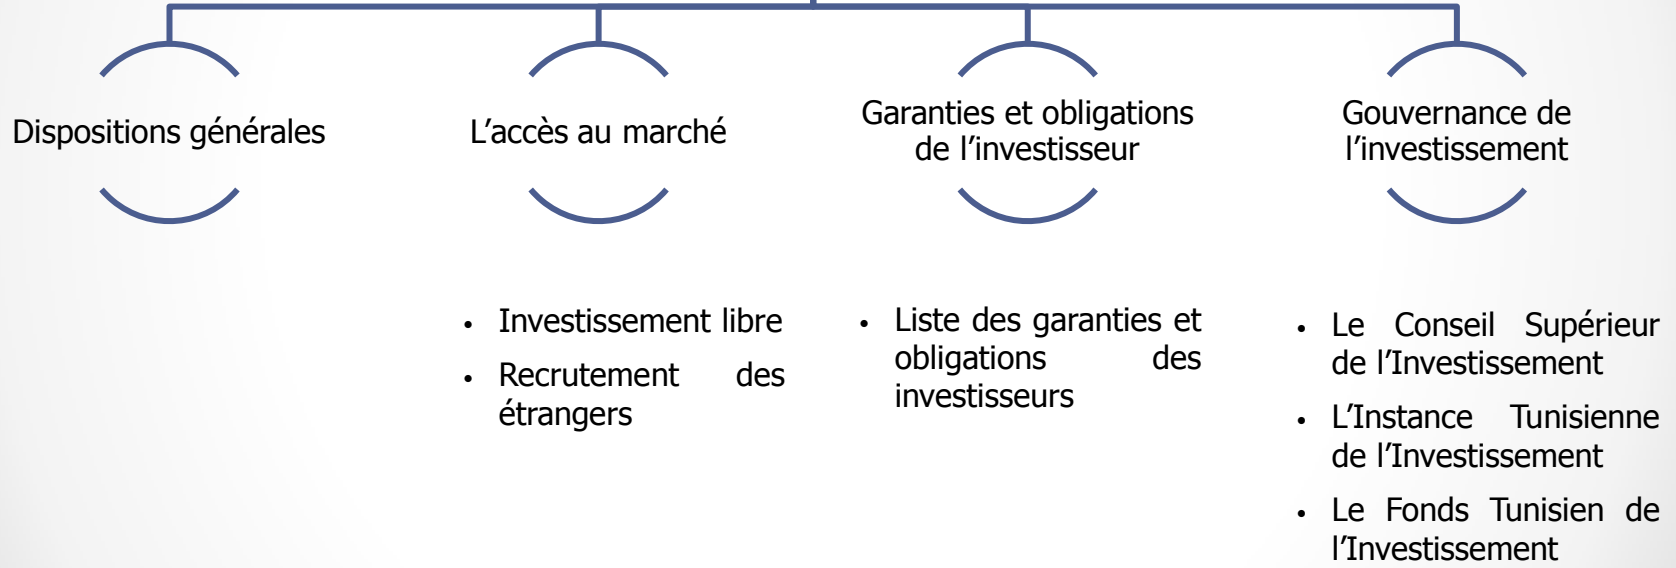 Dispositions générales
L’accès au marché
Garanties et obligations
de l’investisseur
Gouvernance de
l’investissement
• Investissement libre
• Recrutement des
étrangers
• Liste des garanties et
obligations des
investisseurs
• Le Conseil Supérieur
de l’Investissement
• L’Instance Tunisienne
de l’Investissement
• Le Fonds Tunisien de
l’Investissement